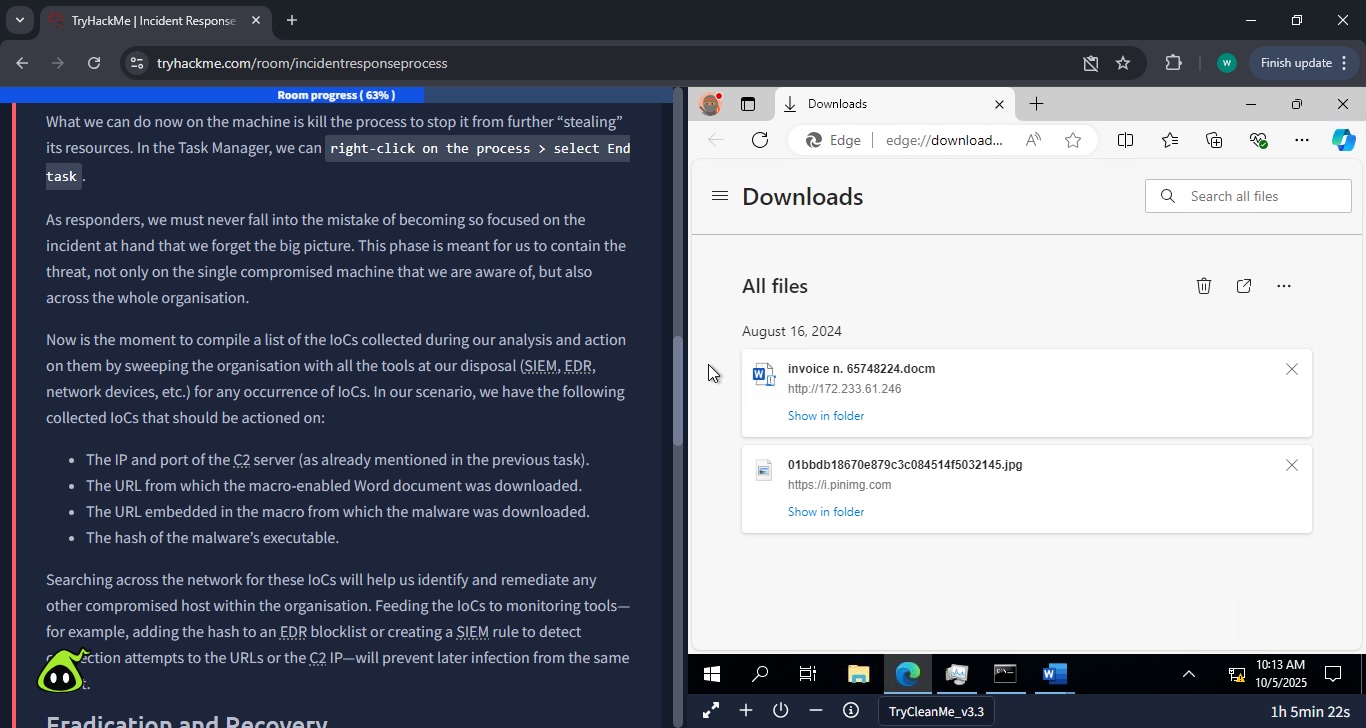 TryHackMe | Incident Response
Finish update
tryhackme.com/room/incidentresponseprocess
W
Room progress ( 63% )
What we can do now on the machine is kill the process to stop it from further “stealing”
its resources. In the Task Manager, we can right-click on the process > select End
task .
As responders, we must never fall into the mistake of becoming so focused on the
incident at hand that we forget the big picture. This phase is meant for us to contain the
threat, not only on the single compromised machine that we are aware of, but also
across the whole organisation.
Now is the moment to compile a list of the IoCs collected during our analysis and action
on them by sweeping the organisation with all the tools at our disposal (SIEM, EDR,
network devices, etc.) for any occurrence of IoCs. In our scenario, we have the following
collected IoCs that should be actioned on:
• The IP and port of the C2 server (as already mentioned in the previous task).
• The URL from which the macro-enabled Word document was downloaded.
• The URL embedded in the macro from which the malware was downloaded.
• The hash of the malware’s executable.
Searching across the network for these IoCs will help us identify and remediate any
other compromised host within the organisation. Feeding the IoCs to monitoring tools—
for example, adding the hash to an EDR blocklist or creating a SIEM rule to detect
attempts to the URLs or the C2 IP—will prevent later infection from the same
Eradication and Recovery
Downloads
Edge
edge://download...
Downloads
Search all files
All files
August 16, 2024
invoice n. 65748224.docm
http://172.233.61.246
Show in folder
01bbdb18670e879c3c084514f5032145.jpg
https://i.pinimg.com
Show in folder
10:13 AM
10/5/2025
TryCleanMe_v3.3
1h 5min 22s